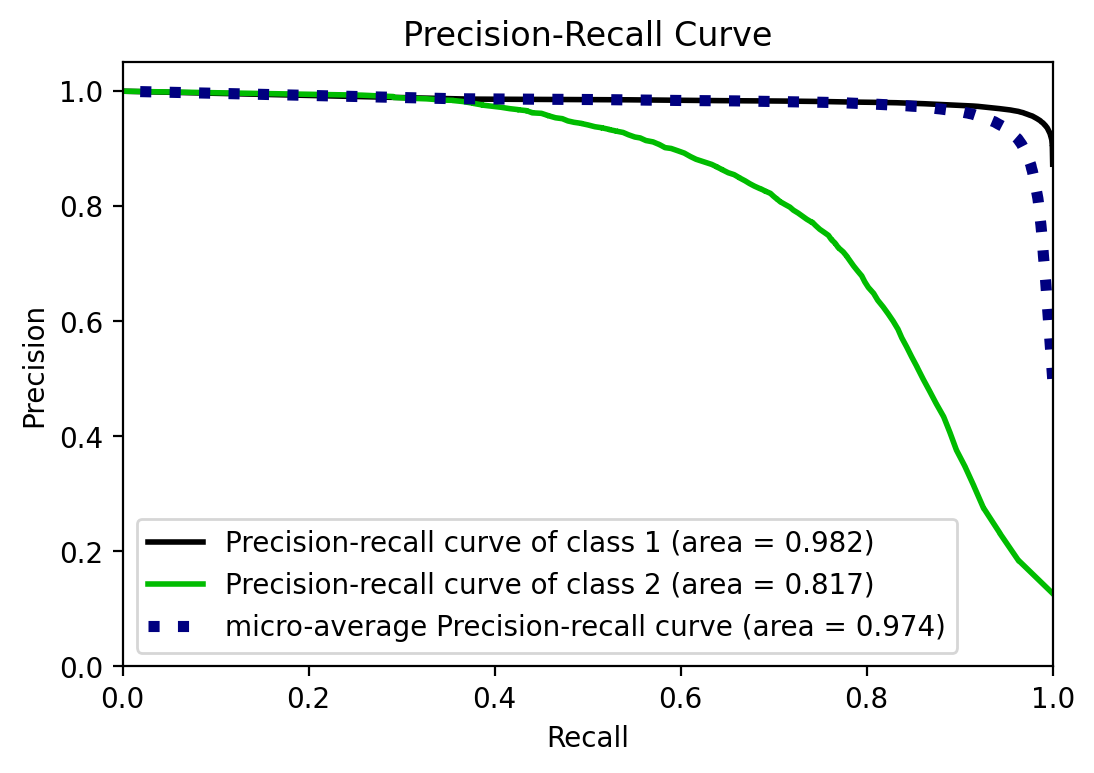 Precision-Recall Curve
1.0
0.8
0.6
0.4
0.2
0.0
Precision
Precision-recall curve of class 1 (area = 0.982)
Precision-recall curve of class 2 (area = 0.817)
micro-average Precision-recall curve (area = 0.974)
0.0 0.2 0.4 0.6 0.8 1.0
Recall